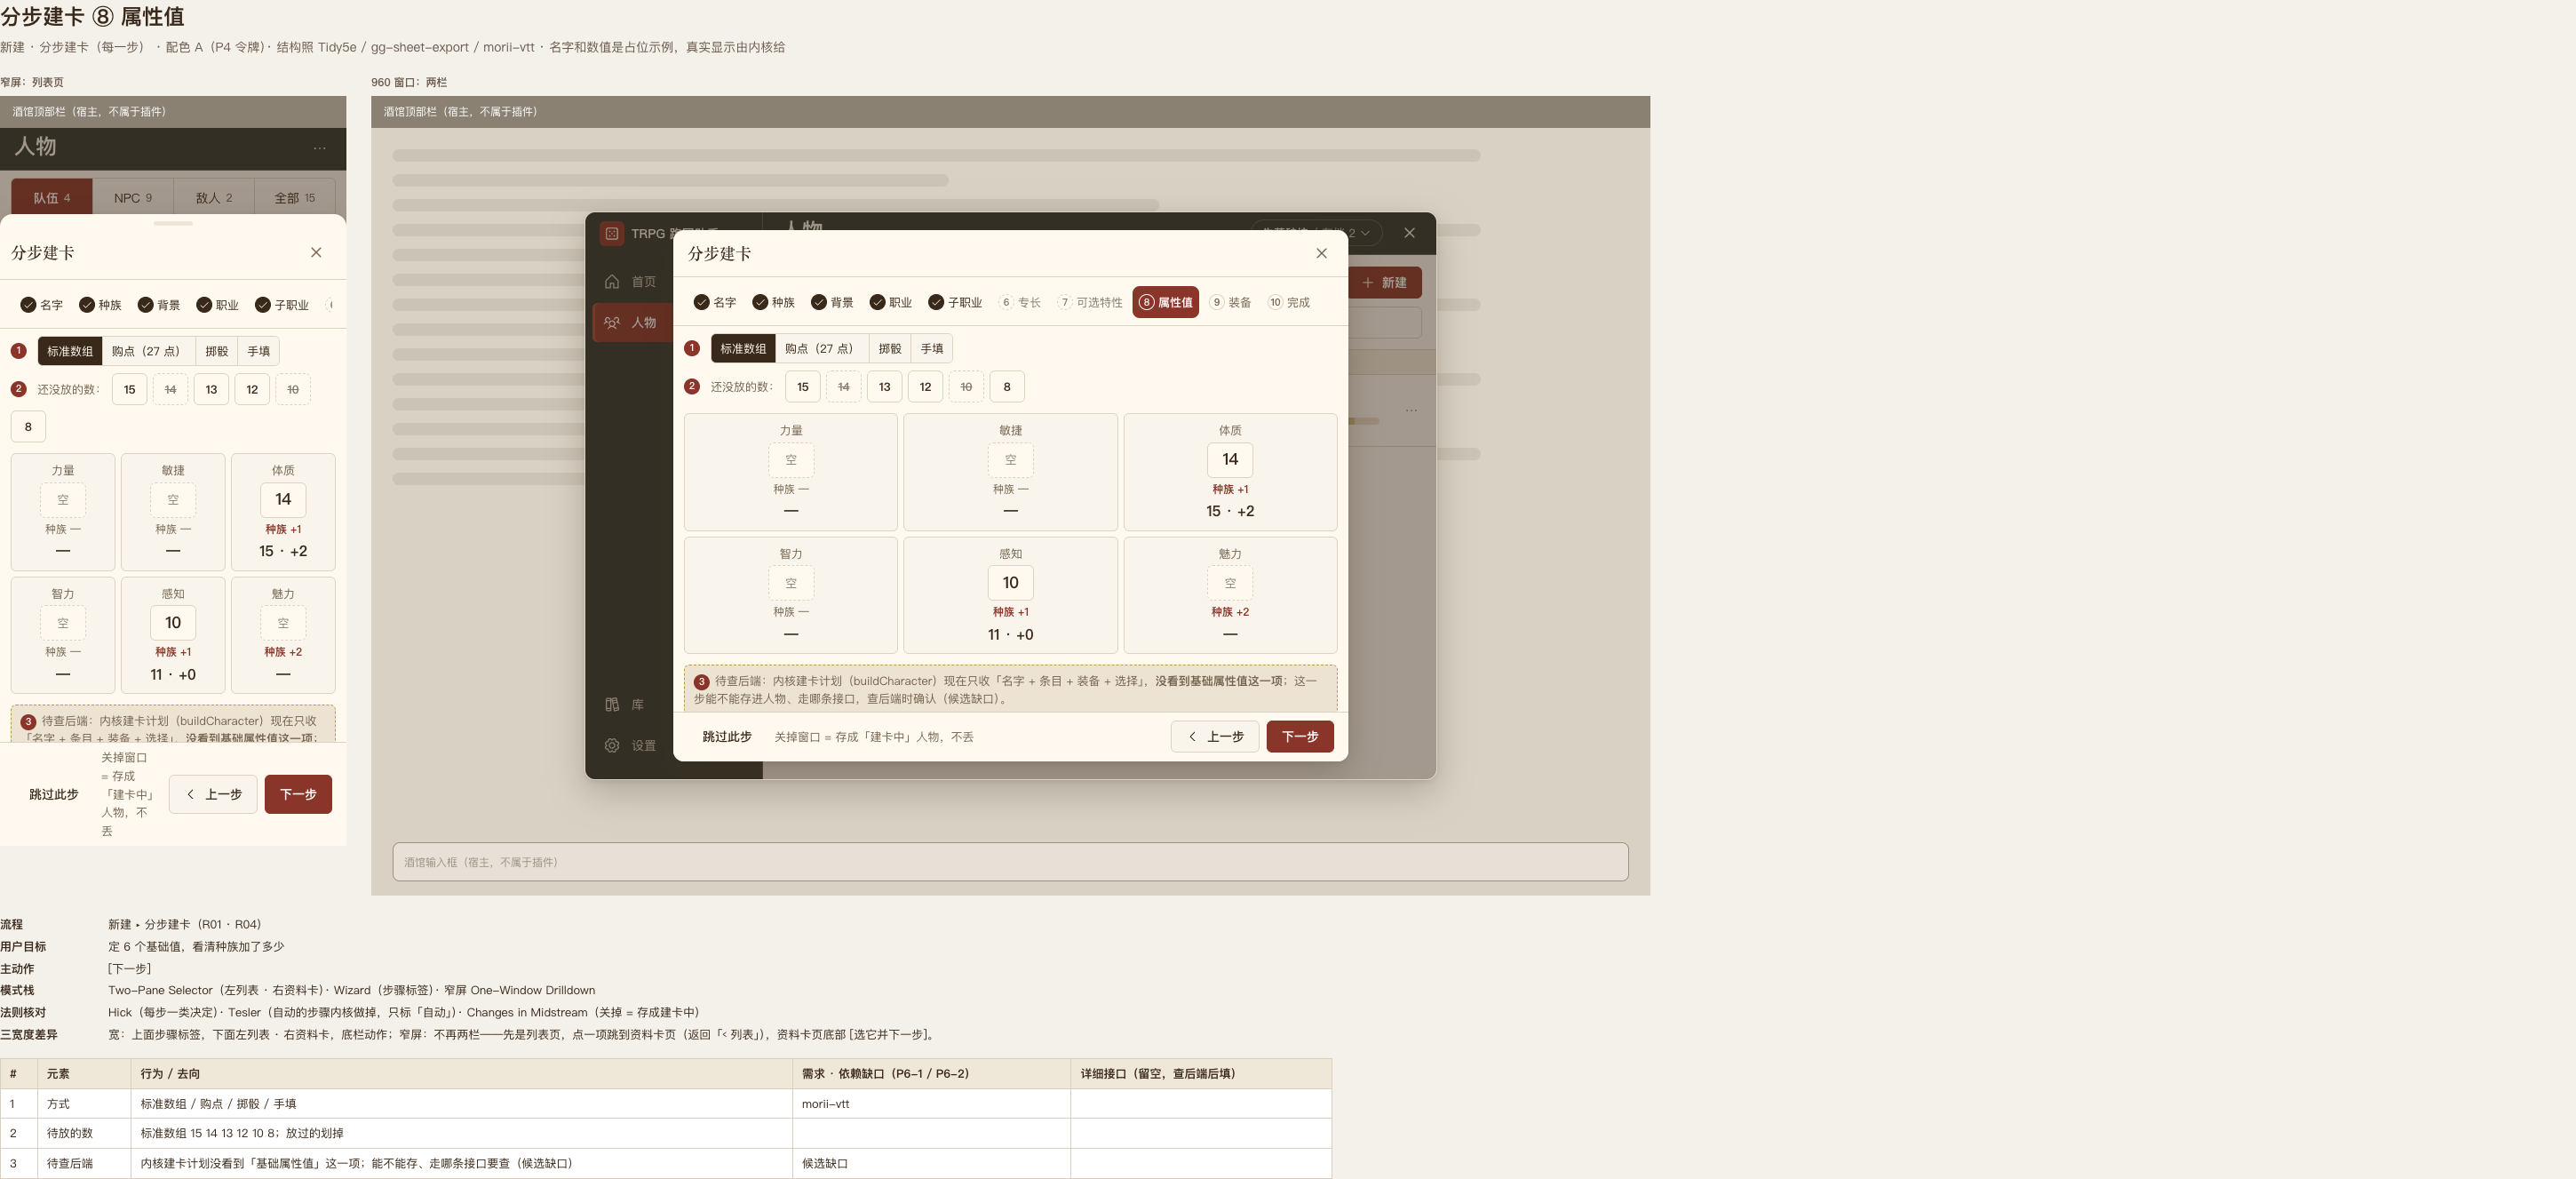 分步建卡 ⑧ 属性值
新建 · 分步建卡（每一步） · 配色 A（P4 令牌）· 结构照 Tidy5e / gg-sheet-export / morii-vtt · 名字和数值是占位示例，真实显示由内核给
窄屏：列表页
酒馆顶部栏（宿主，不属于插件）
人物
…
队伍 4
NPC 9
敌人 2
全部 15
分步建卡
名字
种族
背景
职业
子职业
1
标准数组
购点（27 点）
掷骰
手填
2
还没放的数：
15
14
13
12
10
8
力量
空
种族 —
—
敏捷
空
种族 —
—
体质
14
种族 +1
15 · +2
智力
空
种族 —
—
感知
10
种族 +1
11 · +0
魅力
空
种族 +2
—
3 待查后端：内核建卡计划（buildCharacter）现在只收
「名字 + 条目 + 装备 + 选择」，没看到基础属性值这一项；
跳过此步
关掉窗口
= 存成
「建卡中」
人物，不
丢
上一步
下一步
960 窗口：两栏
酒馆顶部栏（宿主，不属于插件）
TRPG
人物
2
首页
人物
库
设置
新建
…
分步建卡
名字
种族
背景
职业
子职业
6 专长
7 可选特性
8 属性值
9 装备
10 完成
1
标准数组
购点（27 点）
掷骰
手填
2
还没放的数：
15
14
13
12
10
8
力量
空
种族 —
—
敏捷
空
种族 —
—
体质
14
种族 +1
15 · +2
智力
空
种族 —
—
感知
10
种族 +1
11 · +0
魅力
空
种族 +2
—
3 待查后端：内核建卡计划（buildCharacter）现在只收「名字 + 条目 + 装备 + 选择」，没看到基础属性值这一项；这一
步能不能存进人物、走哪条接口，查后端时确认（候选缺口）。
跳过此步
关掉窗口 = 存成「建卡中」人物，不丢
上一步
下一步
酒馆输入框（宿主，不属于插件）
流程 新建 ▸ 分步建卡（R01 · R04）
用户目标 定 6 个基础值，看清种族加了多少
主动作 [下一步]
模式栈 Two-Pane Selector（左列表 · 右资料卡）· Wizard（步骤标签）· 窄屏 One-Window Drilldown
法则核对 Hick（每步一类决定）· Tesler（自动的步骤内核做掉，只标「自动」）· Changes in Midstream（关掉 = 存成建卡中）
三宽度差异 宽：上面步骤标签，下面左列表 · 右资料卡，底栏动作；窄屏：不再两栏——先是列表页，点一项跳到资料卡页（返回「‹ 列表」），资料卡页底部 [选它并下一步]。
# 元素 行为 / 去向 需求 · 依赖缺口（P6-1 / P6-2） 详细接口（留空，查后端后填）
1 方式 标准数组 / 购点 / 掷骰 / 手填 morii-vtt
2 待放的数 标准数组 15 14 13 12 10 8；放过的划掉
3 待查后端 内核建卡计划没看到「基础属性值」这一项；能不能存、走哪条接口要查（候选缺口） 候选缺口